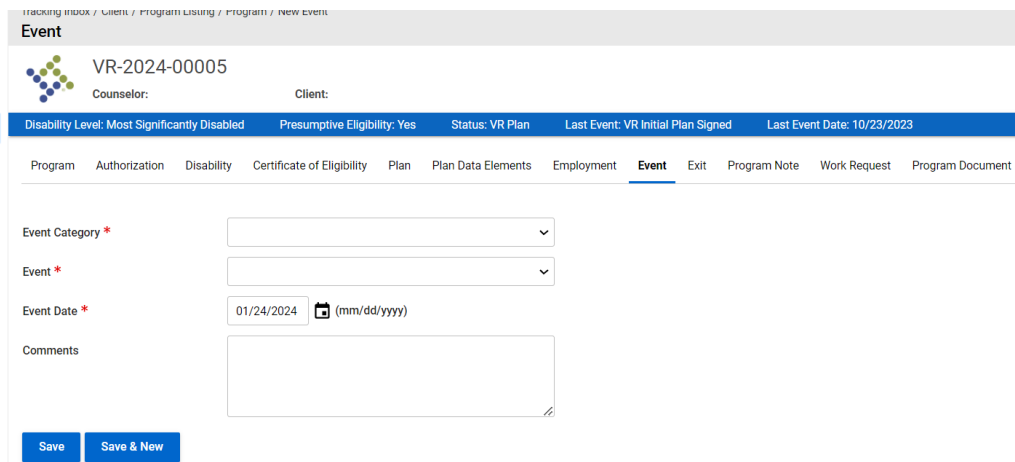 Tracking Inbox / Client / Program Listing / Program / New Event
Event
VR-2024-00005
Counselor: Client:
Disability Level: Most Significantly Disabled Presumptive Eligibility: Yes Status: VR Plan Last Event: VR Initial Plan Signed Last Event Date: 10/23/2023
Program Authorization Disability Certificate of Eligibility Plan Plan Data Elements Employment Event Exit Program Note Work Request Program Document
Event Category *
Event *
Event Date * 01/24/2024 (mm/dd/yyyy)
Comments
Save Save & New